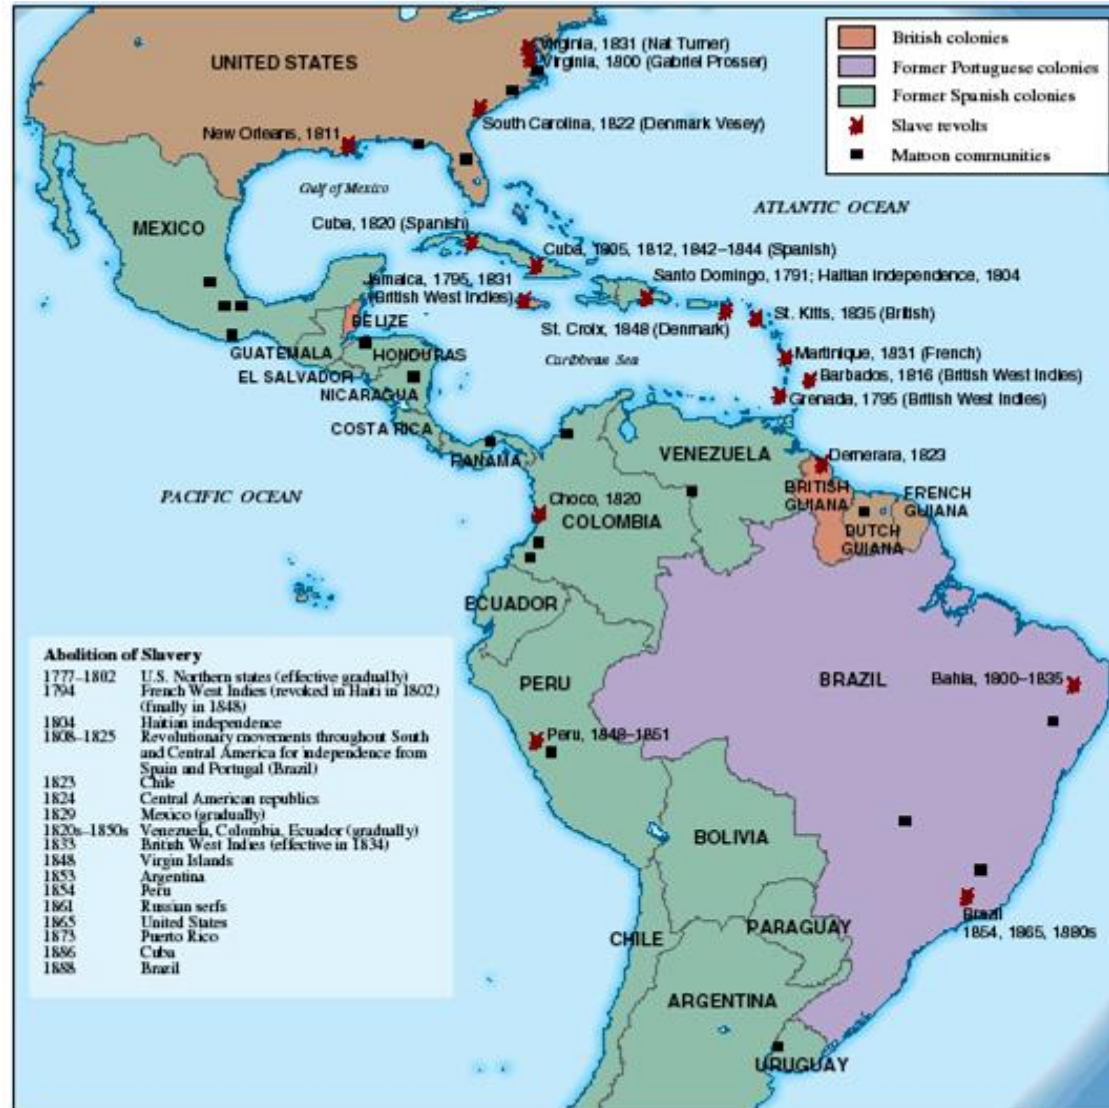 UNITED STATES
Virginia, 1831 (Nat Turner)
Virginia, 1800 (Gabriel Prosser)
South Carolina, 1822 (Denmark Vesey)
New Orleans, 1811
British colonies
Former Portuguese colonies
Former Spanish colonies
Slave revolts
Maroon communities
Gulf of Mexico
ATLANTIC OCEAN
MEXICO
Cuba, 1820 (Spanish)
Cuba, 1805, 1812, 1842–1844 (Spanish)
Jamaica, 1795, 1831
(British West Indies)
Santo Domingo, 1791; Haitian Independence, 1804
BELIZE
St. Croix, 1848 (Denmark)
St. Kitts, 1835 (British)
GUATEMALA
HONDURAS
Caribbean Sea
Martinique, 1831 (French)
EL SALVADOR
Barbados, 1816 (British West Indies)
NICARAGUA
Grenada, 1795 (British West Indies)
COSTA RICA
PANAMA
VENEZUELA
Demerara, 1823
PACIFIC OCEAN
Choco, 1820
COLOMBIA
BRITISH
GUIANA
FRENCH
GUIANA
DUTCH
GUIANA
ECUADOR
PERU
BRAZIL
Bahia, 1800–1835
Peru, 1848–1851
BOLIVIA
PARAGUAY
Brazil
1854, 1865, 1880s
CHILE
ARGENTINA
URUGUAY
Abolition of Slavery
1777–1802 U.S. Northern states (effective gradually)
1794 French West Indies (revoked in Haiti in 1802)
(finally in 1848)
1804 Haitian independence
1808–1825 Revolutionary movements throughout South
and Central America for independence from
Spain and Portugal (Brazil)
1823 Chile
1824 Central American republics
1829 Mexico (gradually)
1820s–1850s Venezuela, Colombia, Ecuador (gradually)
1833 British West Indies (effective in 1834)
1848 Virgin Islands
1853 Argentina
1854 Peru
1861 Russian serfs
1865 United States
1873 Puerto Rico
1886 Cuba
1888 Brazil